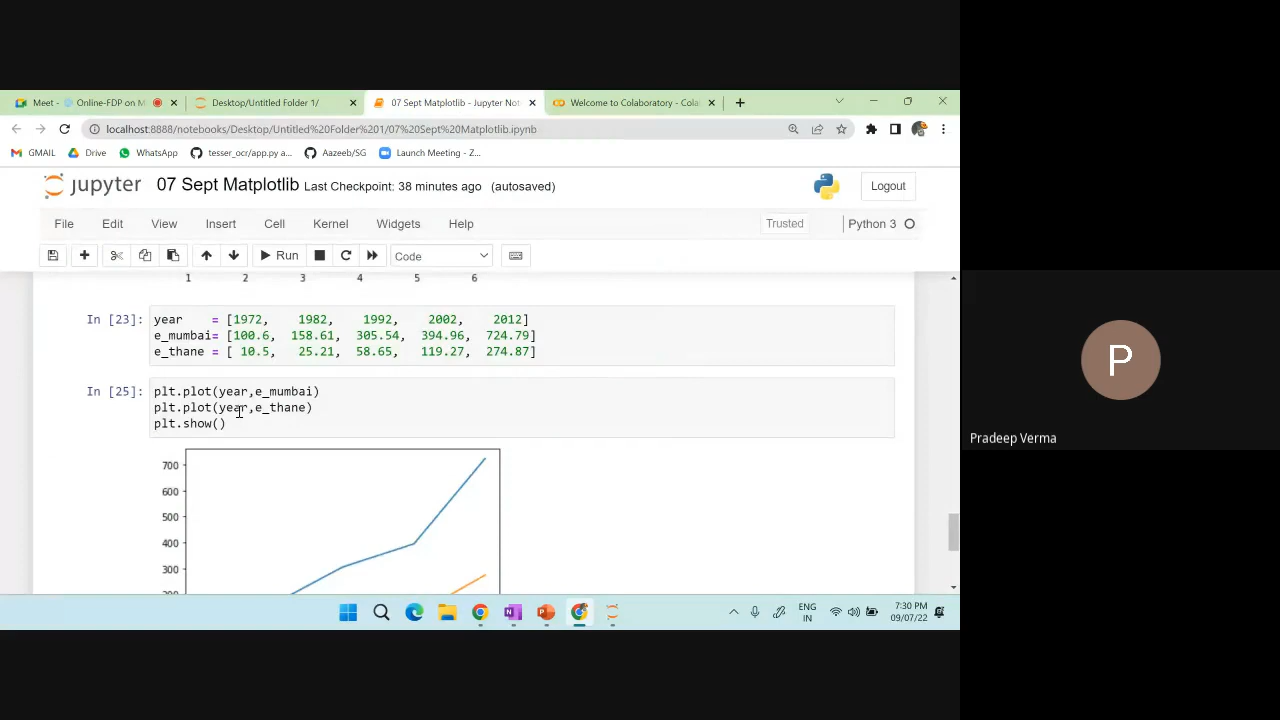 Meet - Online-FDP on M
Desktop/Untitled Folder 1/
07 Sept Matplotlib - Jupyter Not
Welcome to Colaboratory - Cola
localhost:8888/notebooks/Desktop/Untitled%20Folder%201/07%20Sept%20Matplotlib.ipynb
GMAIL Drive WhatsApp tesser_ocr/app.py a... Aazeeb/SG Launch Meeting - Z...
jupyter 07 Sept Matplotlib Last Checkpoint: 38 minutes ago (autosaved) Logout
File Edit View Insert Cell Kernel Widgets Help Trusted Python 3
Run Code
1 2 3 4 5 6
In [23]: year = [1972, 1982, 1992, 2002, 2012]
e_mumbai= [100.6, 158.61, 305.54, 394.96, 724.79]
e_thane = [ 10.5, 25.21, 58.65, 119.27, 274.87]
In [25]: plt.plot(year,e_mumbai)
plt.plot(year,e_thane)
plt.show()
700
600
500
400
300
P
Pradeep Verma
ENG
IN
7:30 PM
09/07/22